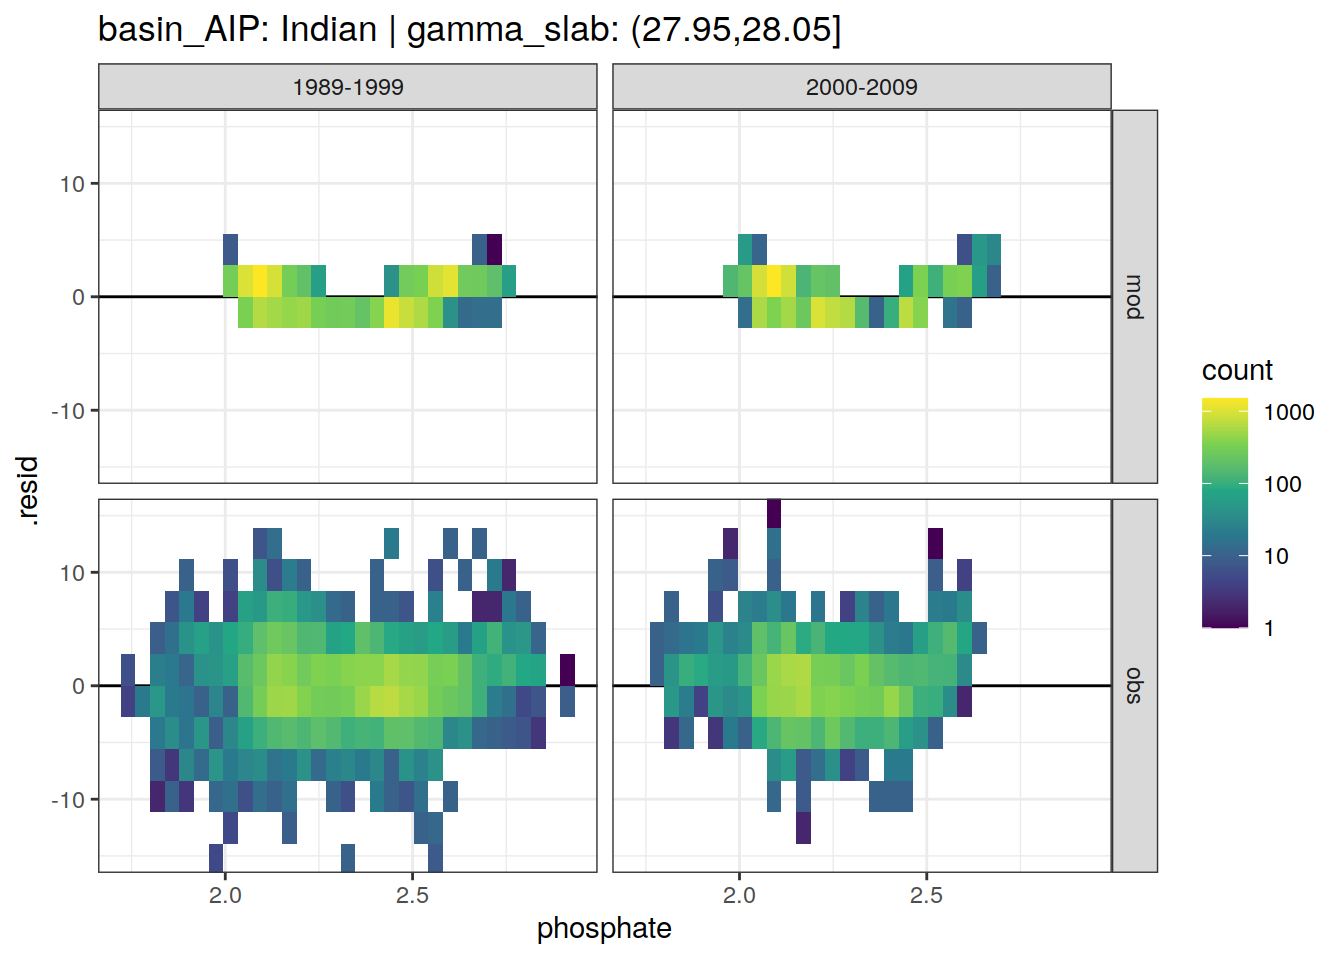 basin_AIP: Indian | gamma_slab: (27.95,28.05]
1989-1999
2000-2009
10
0
-10
mod
10
0
-10
obs
.resid
2.0
2.5
2.0
2.5
phosphate
count
1000
100
10
1